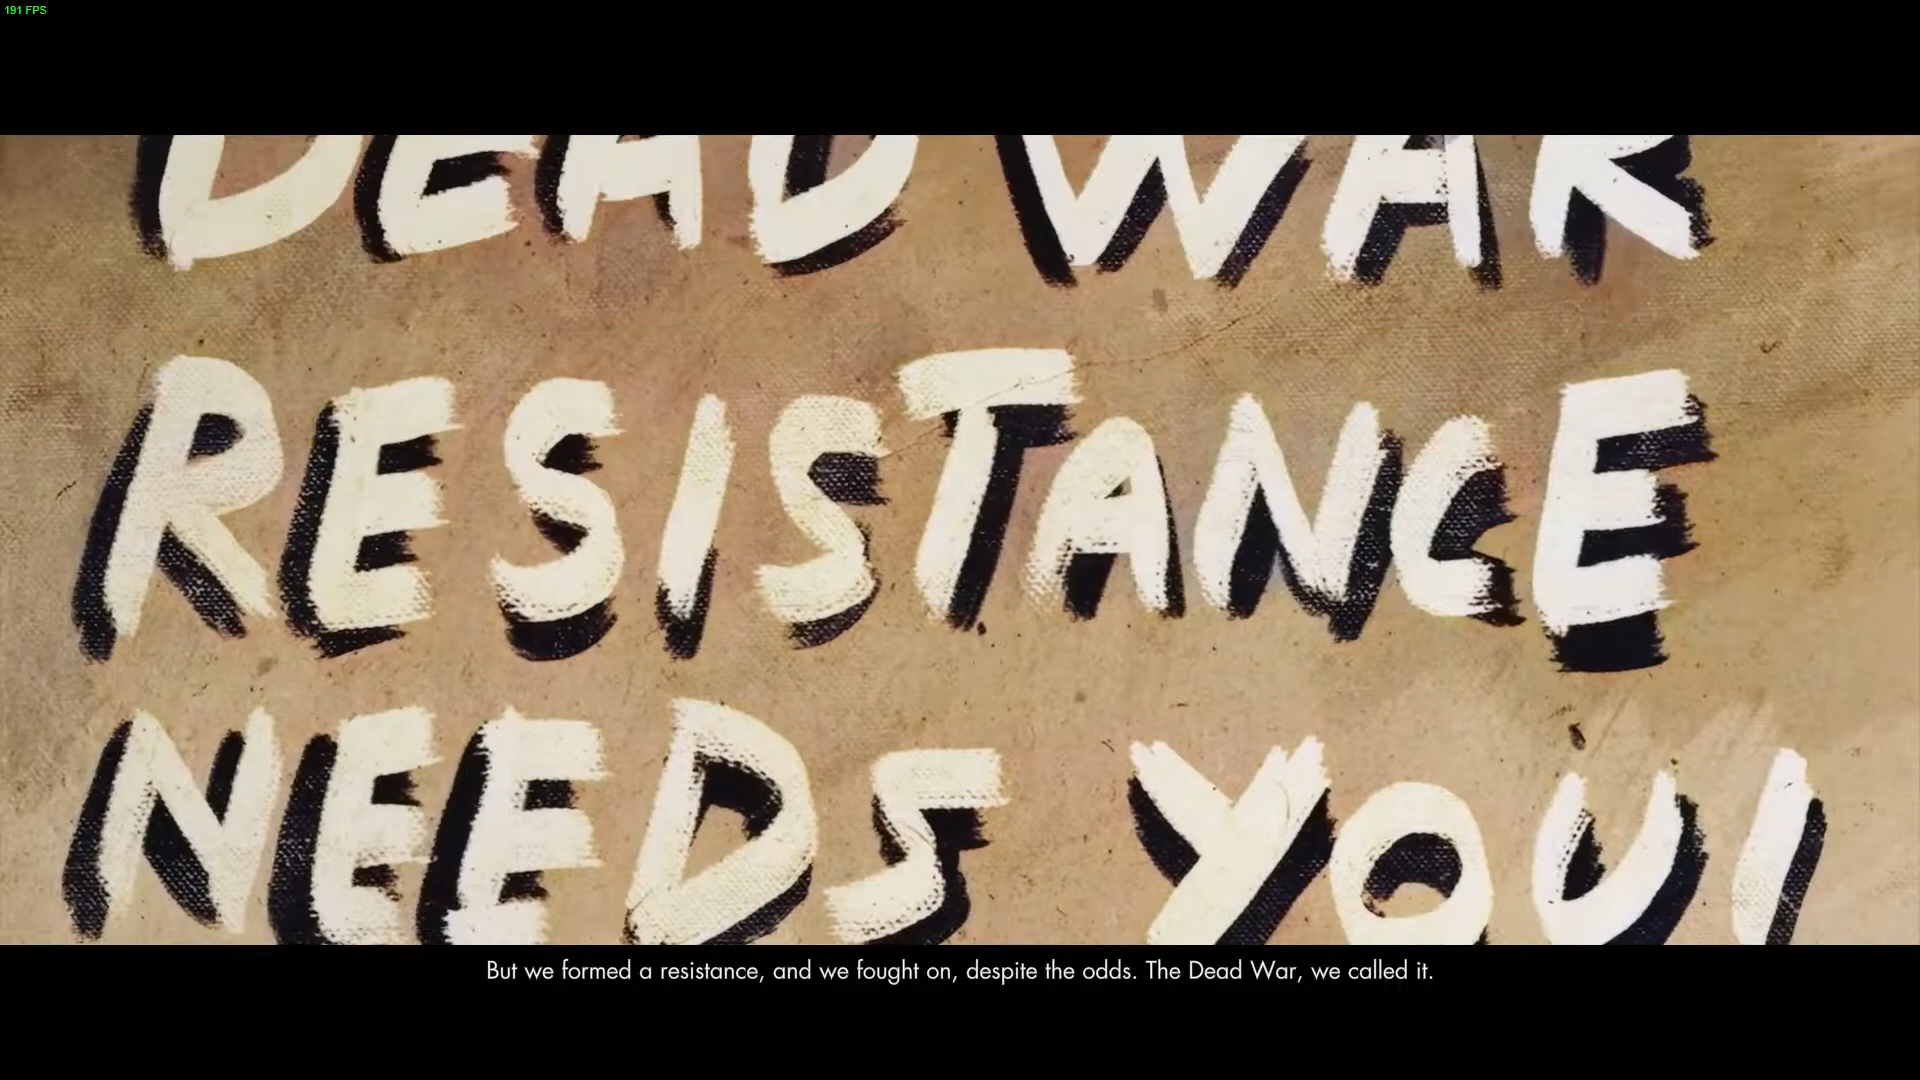 191 FPS
DEAD WAR
RESISTANCE
NEEDS YOU!
But we formed a resistance, and we fought on, despite the odds. The Dead War, we called it.